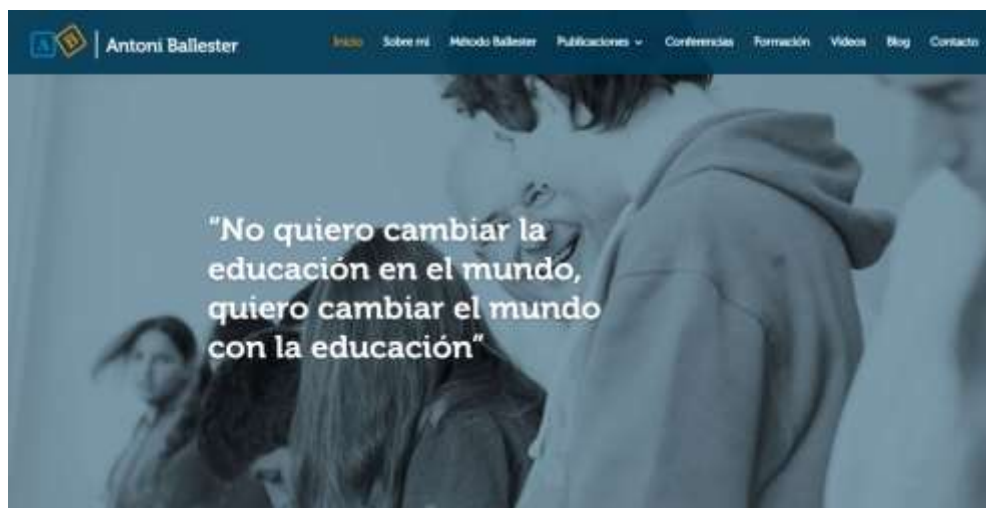 AB | Antoni Ballester
Inicio Sobre mí Método Ballester Publicaciones Conferencias Formación Videos Blog Contacto
"No quiero cambiar la
educación en el mundo,
quiero cambiar el mundo
con la educación"